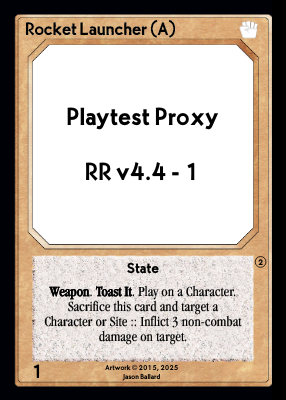 Rocket Launcher (A)
Playtest Proxy
RR v4.4 - 1
2
State
Weapon. Toast It. Play on a Character.
Sacrifice this card and target a
Character or Site :: Inflict 3 non-combat
damage on target.
1
Artwork © 2015, 2025
Jason Ballard